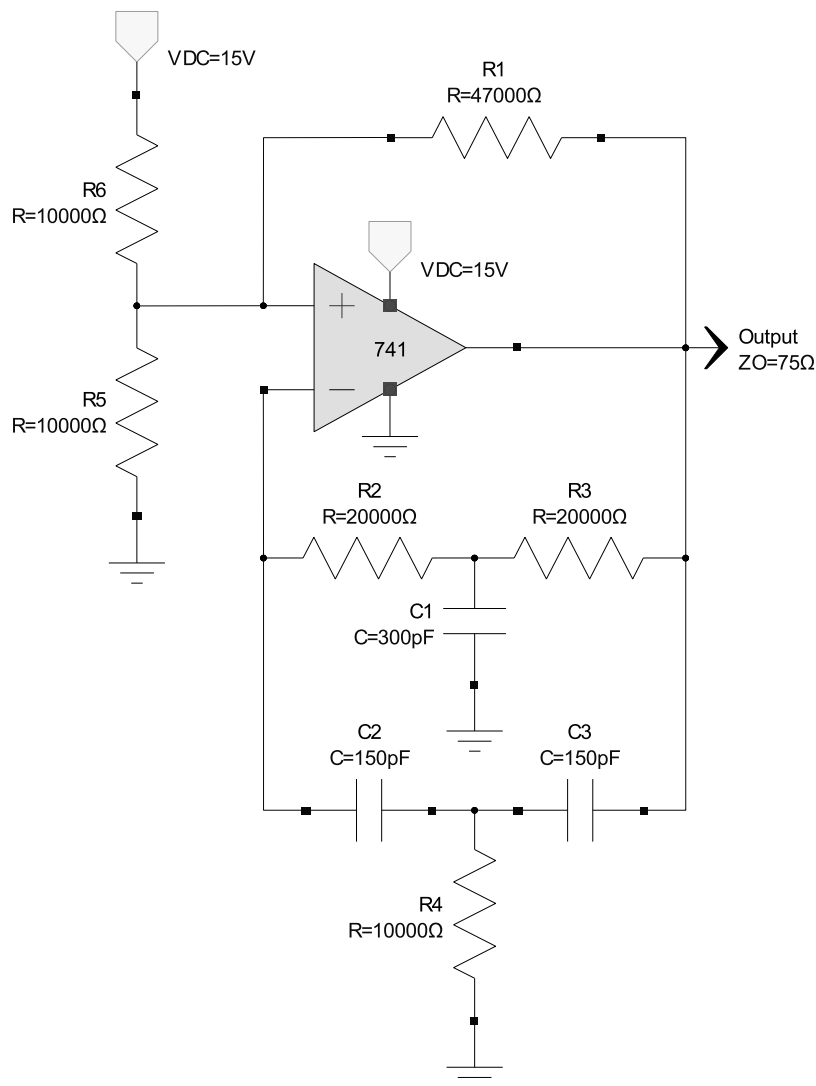 VDC=15V
R1
R=47000Ω
R6
R=10000Ω
VDC=15V
+
741
Output
ZO=75Ω
−
R5
R=10000Ω
R2
R=20000Ω
R3
R=20000Ω
C1
C=300pF
C2
C=150pF
C3
C=150pF
R4
R=10000Ω